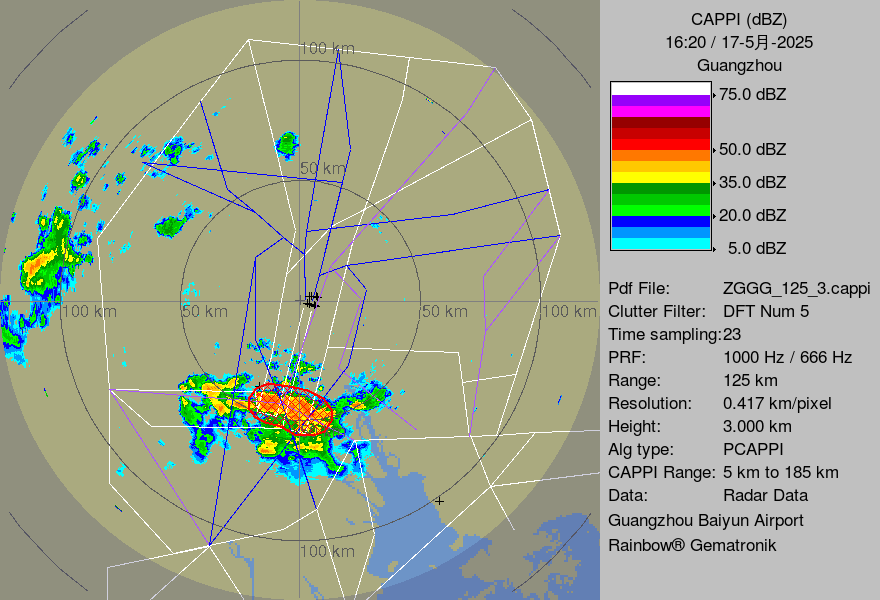 100 km
50 km
100 km
50 km
50 km
100 km
100 km
CAPPI (dBZ)
16:20 / 17-5月-2025
Guangzhou
75.0 dBZ
50.0 dBZ
35.0 dBZ
20.0 dBZ
5.0 dBZ
Pdf File: ZGGG_125_3.cappi
Clutter Filter: DFT Num 5
Time sampling:23
PRF: 1000 Hz / 666 Hz
Range: 125 km
Resolution: 0.417 km/pixel
Height: 3.000 km
Alg type: PCAPPI
CAPPI Range: 5 km to 185 km
Data: Radar Data
Guangzhou Baiyun Airport
Rainbow® Gematronik